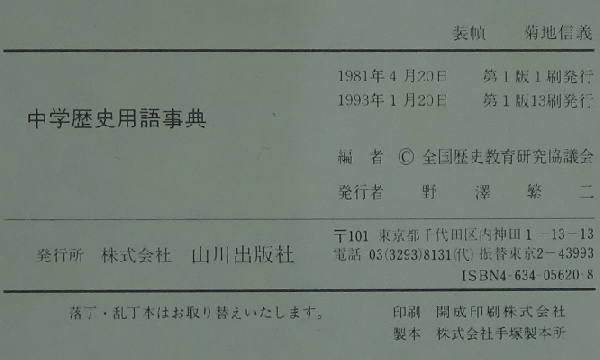 装幀 菊地信義
1981年4月20日 第1版1刷発行
1993年1月20日 第1版13刷発行
中学歴史用語事典
編者 © 全国歴史教育研究協議会
発行者 野澤繁二
〒101 東京都千代田区内神田1-13-13
発行所 株式会社 山川出版社
電話 03(3293)8131(代) 振替東京2-43993
ISBN4-634-05620-8
落丁・乱丁本はお取り替えいたします。
印刷 開成印刷株式会社
製本 株式会社手塚製本所